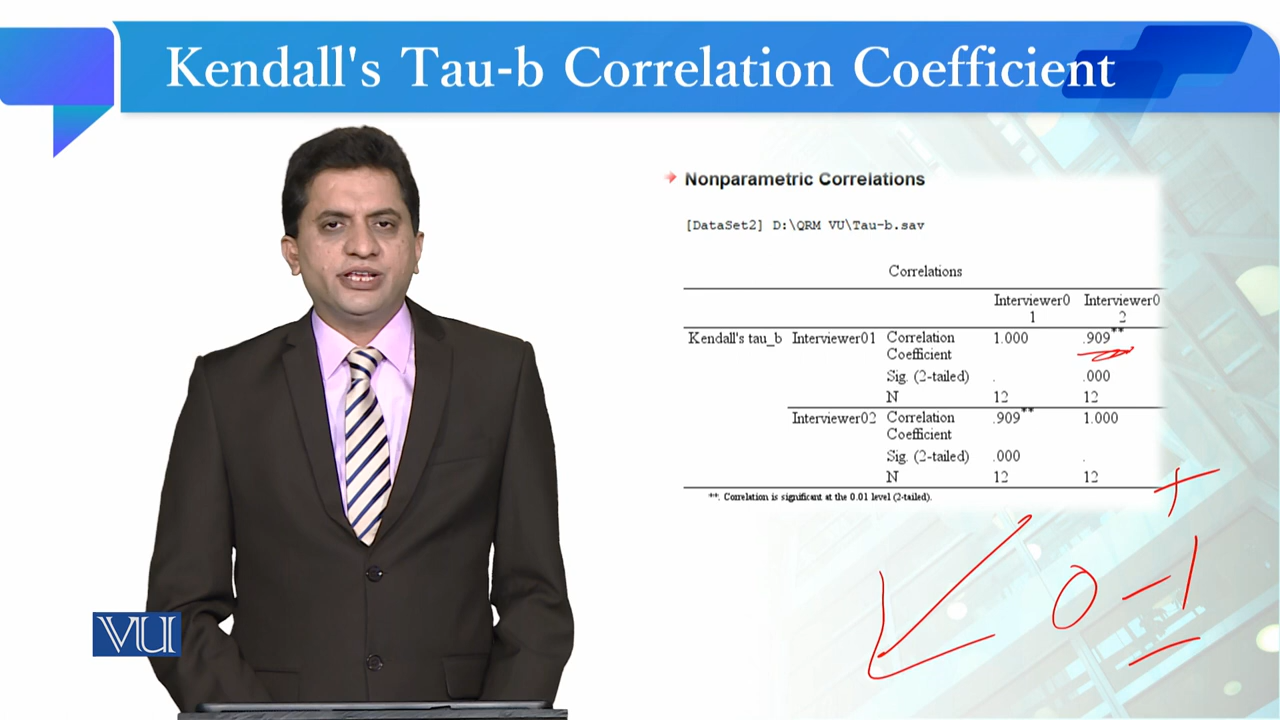 Kendall's Tau-b Correlation Coefficient
Nonparametric Correlations
[DataSet2] D:\QRM VU\Tau-b.sav
Correlations
Interviewer0 Interviewer0
1 2
Kendall's tau_b Interviewer01 Correlation 1.000 .909**
Coefficient
Sig. (2-tailed) . .000
N 12 12
Interviewer02 Correlation .909** 1.000
Coefficient
Sig. (2-tailed) .000 .
N 12 12
**. Correlation is significant at the 0.01 level (2-tailed).
+
0 – 1
VU